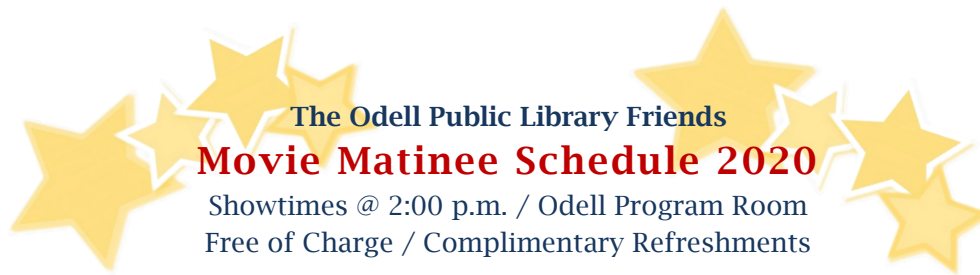 The Odell Public Library Friends
Movie Matinee Schedule 2020
Showtimes @ 2:00 p.m. / Odell Program Room
Free of Charge / Complimentary Refreshments